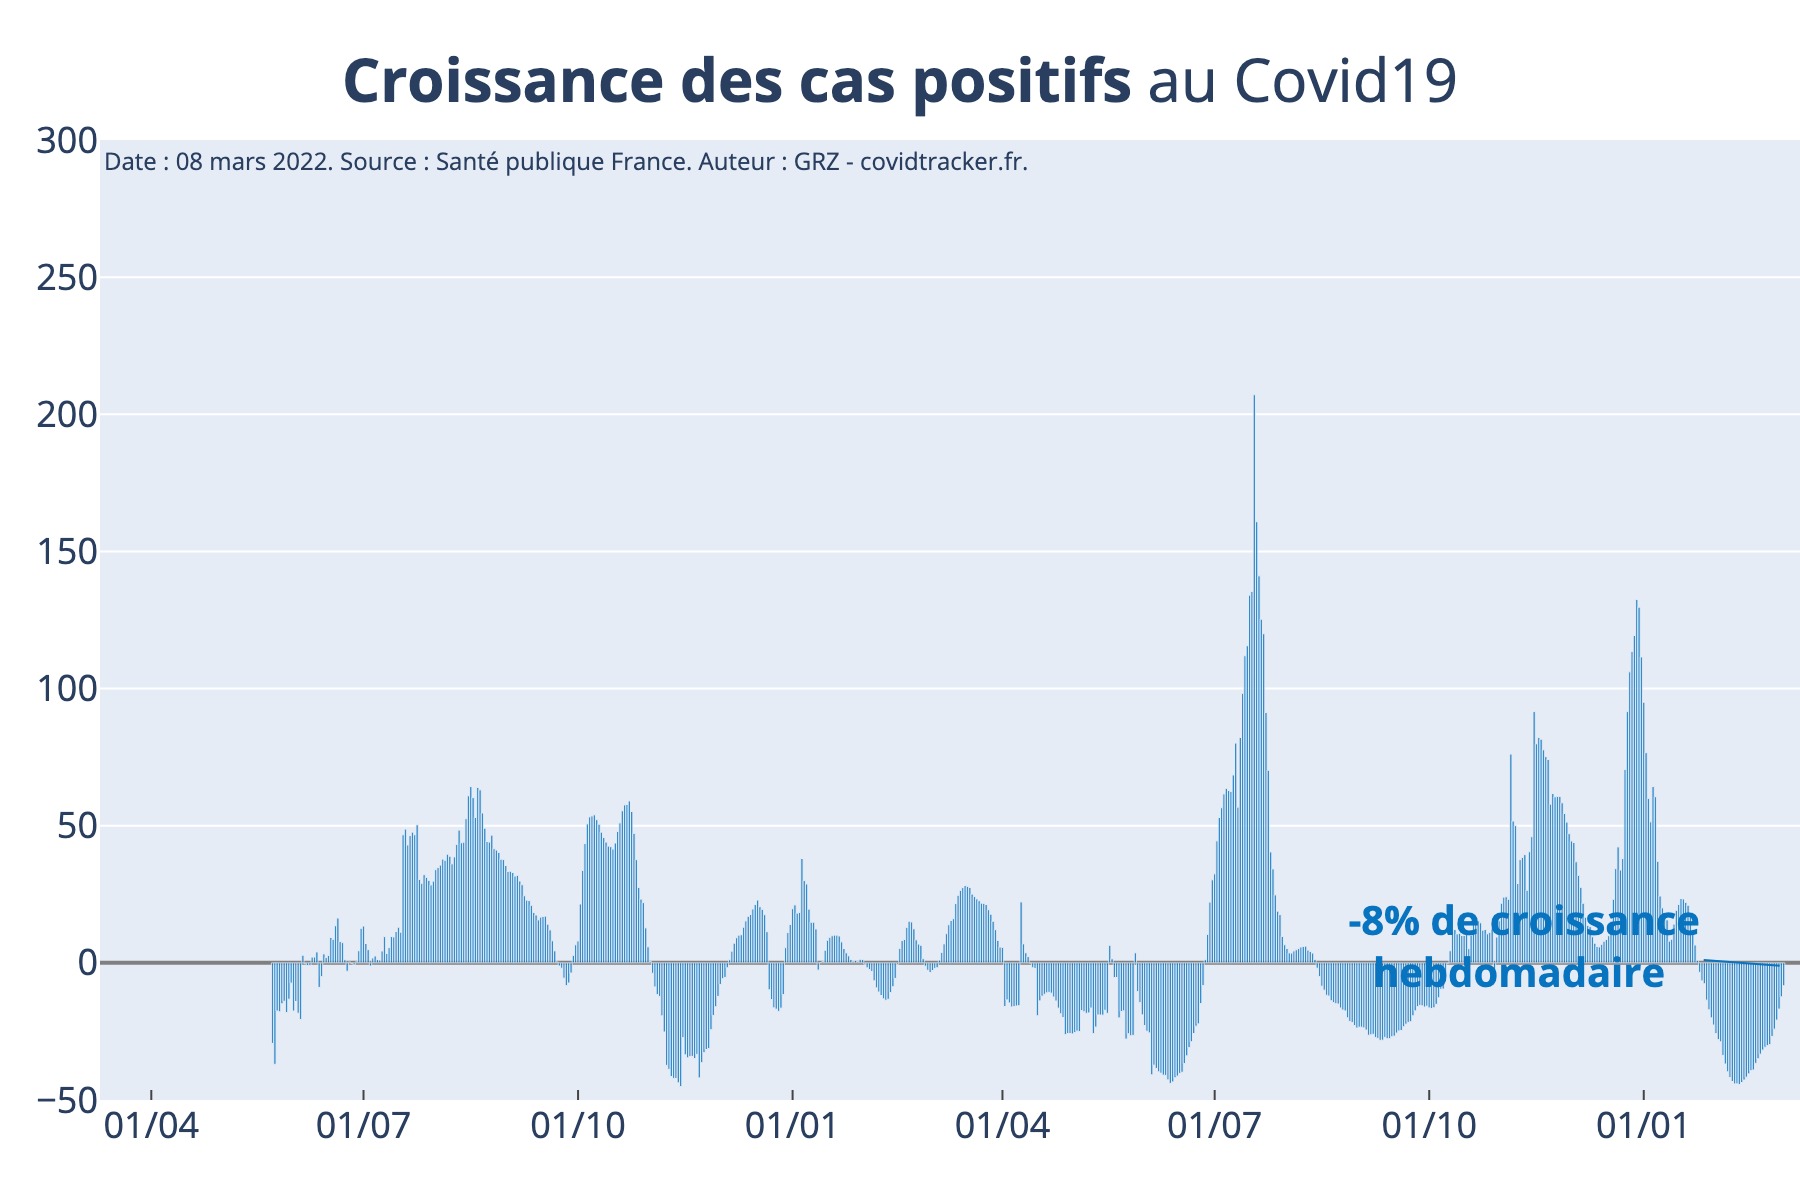 Croissance des cas positifs au Covid19
Date : 08 mars 2022. Source : Santé publique France. Auteur : GRZ - covidtracker.fr.
300
250
200
150
100
50
0
−50
-8% de croissance
hebdomadaire
01/04 01/07 01/10 01/01 01/04 01/07 01/10 01/01